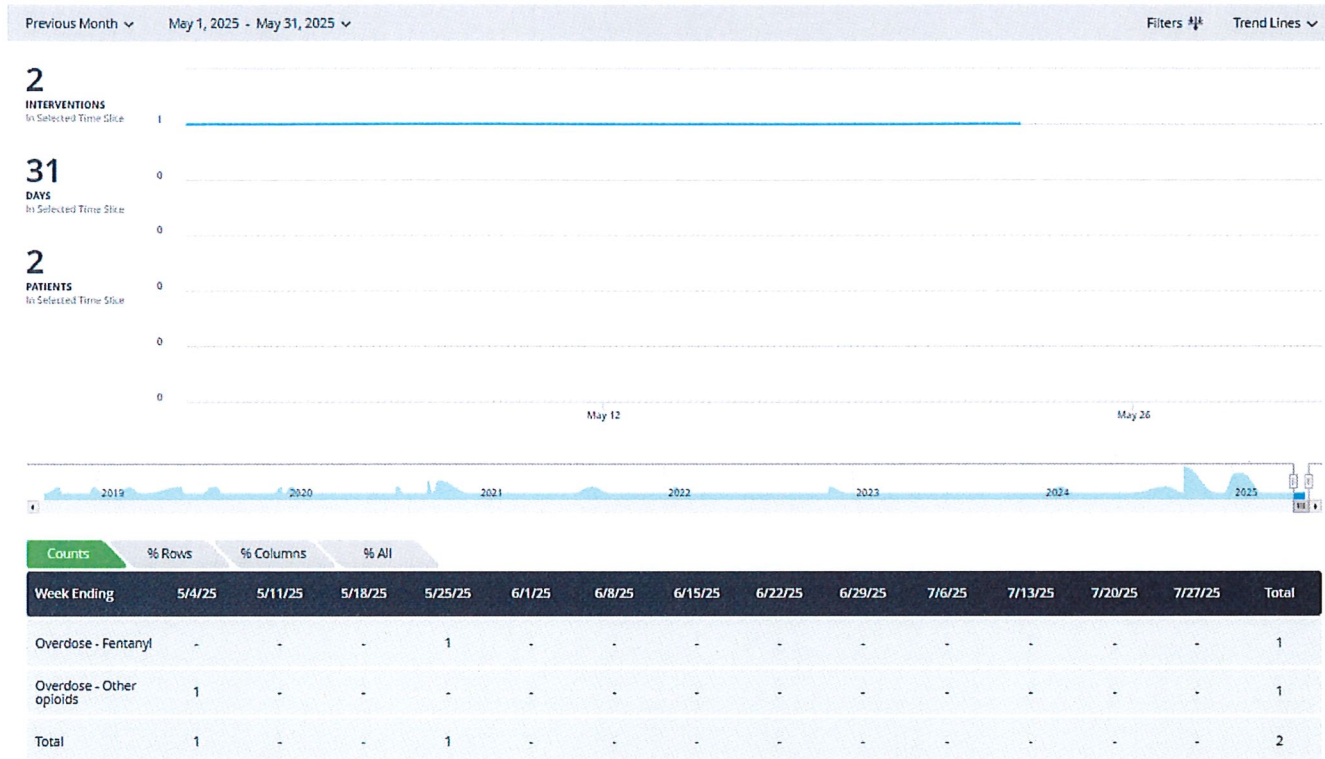 Previous Month May 1, 2025 - May 31, 2025 Filters Trend Lines
2
INTERVENTIONS
In Selected Time Slice
1
31
DAYS
In Selected Time Slice
0
0
2
PATIENTS
In Selected Time Slice
0
0
0
May 12 May 26
2019 2020 2021 2022 2023 2024 2025
Counts % Rows % Columns % All
Week Ending 5/4/25 5/11/25 5/18/25 5/25/25 6/1/25 6/8/25 6/15/25 6/22/25 6/29/25 7/6/25 7/13/25 7/20/25 7/27/25 Total
Overdose - Fentanyl - - - 1 - - - - - - - - - 1
Overdose - Other
opioids 1 - - - - - - - - - - - - 1
Total 1 - - 1 - - - - - - - - - 2